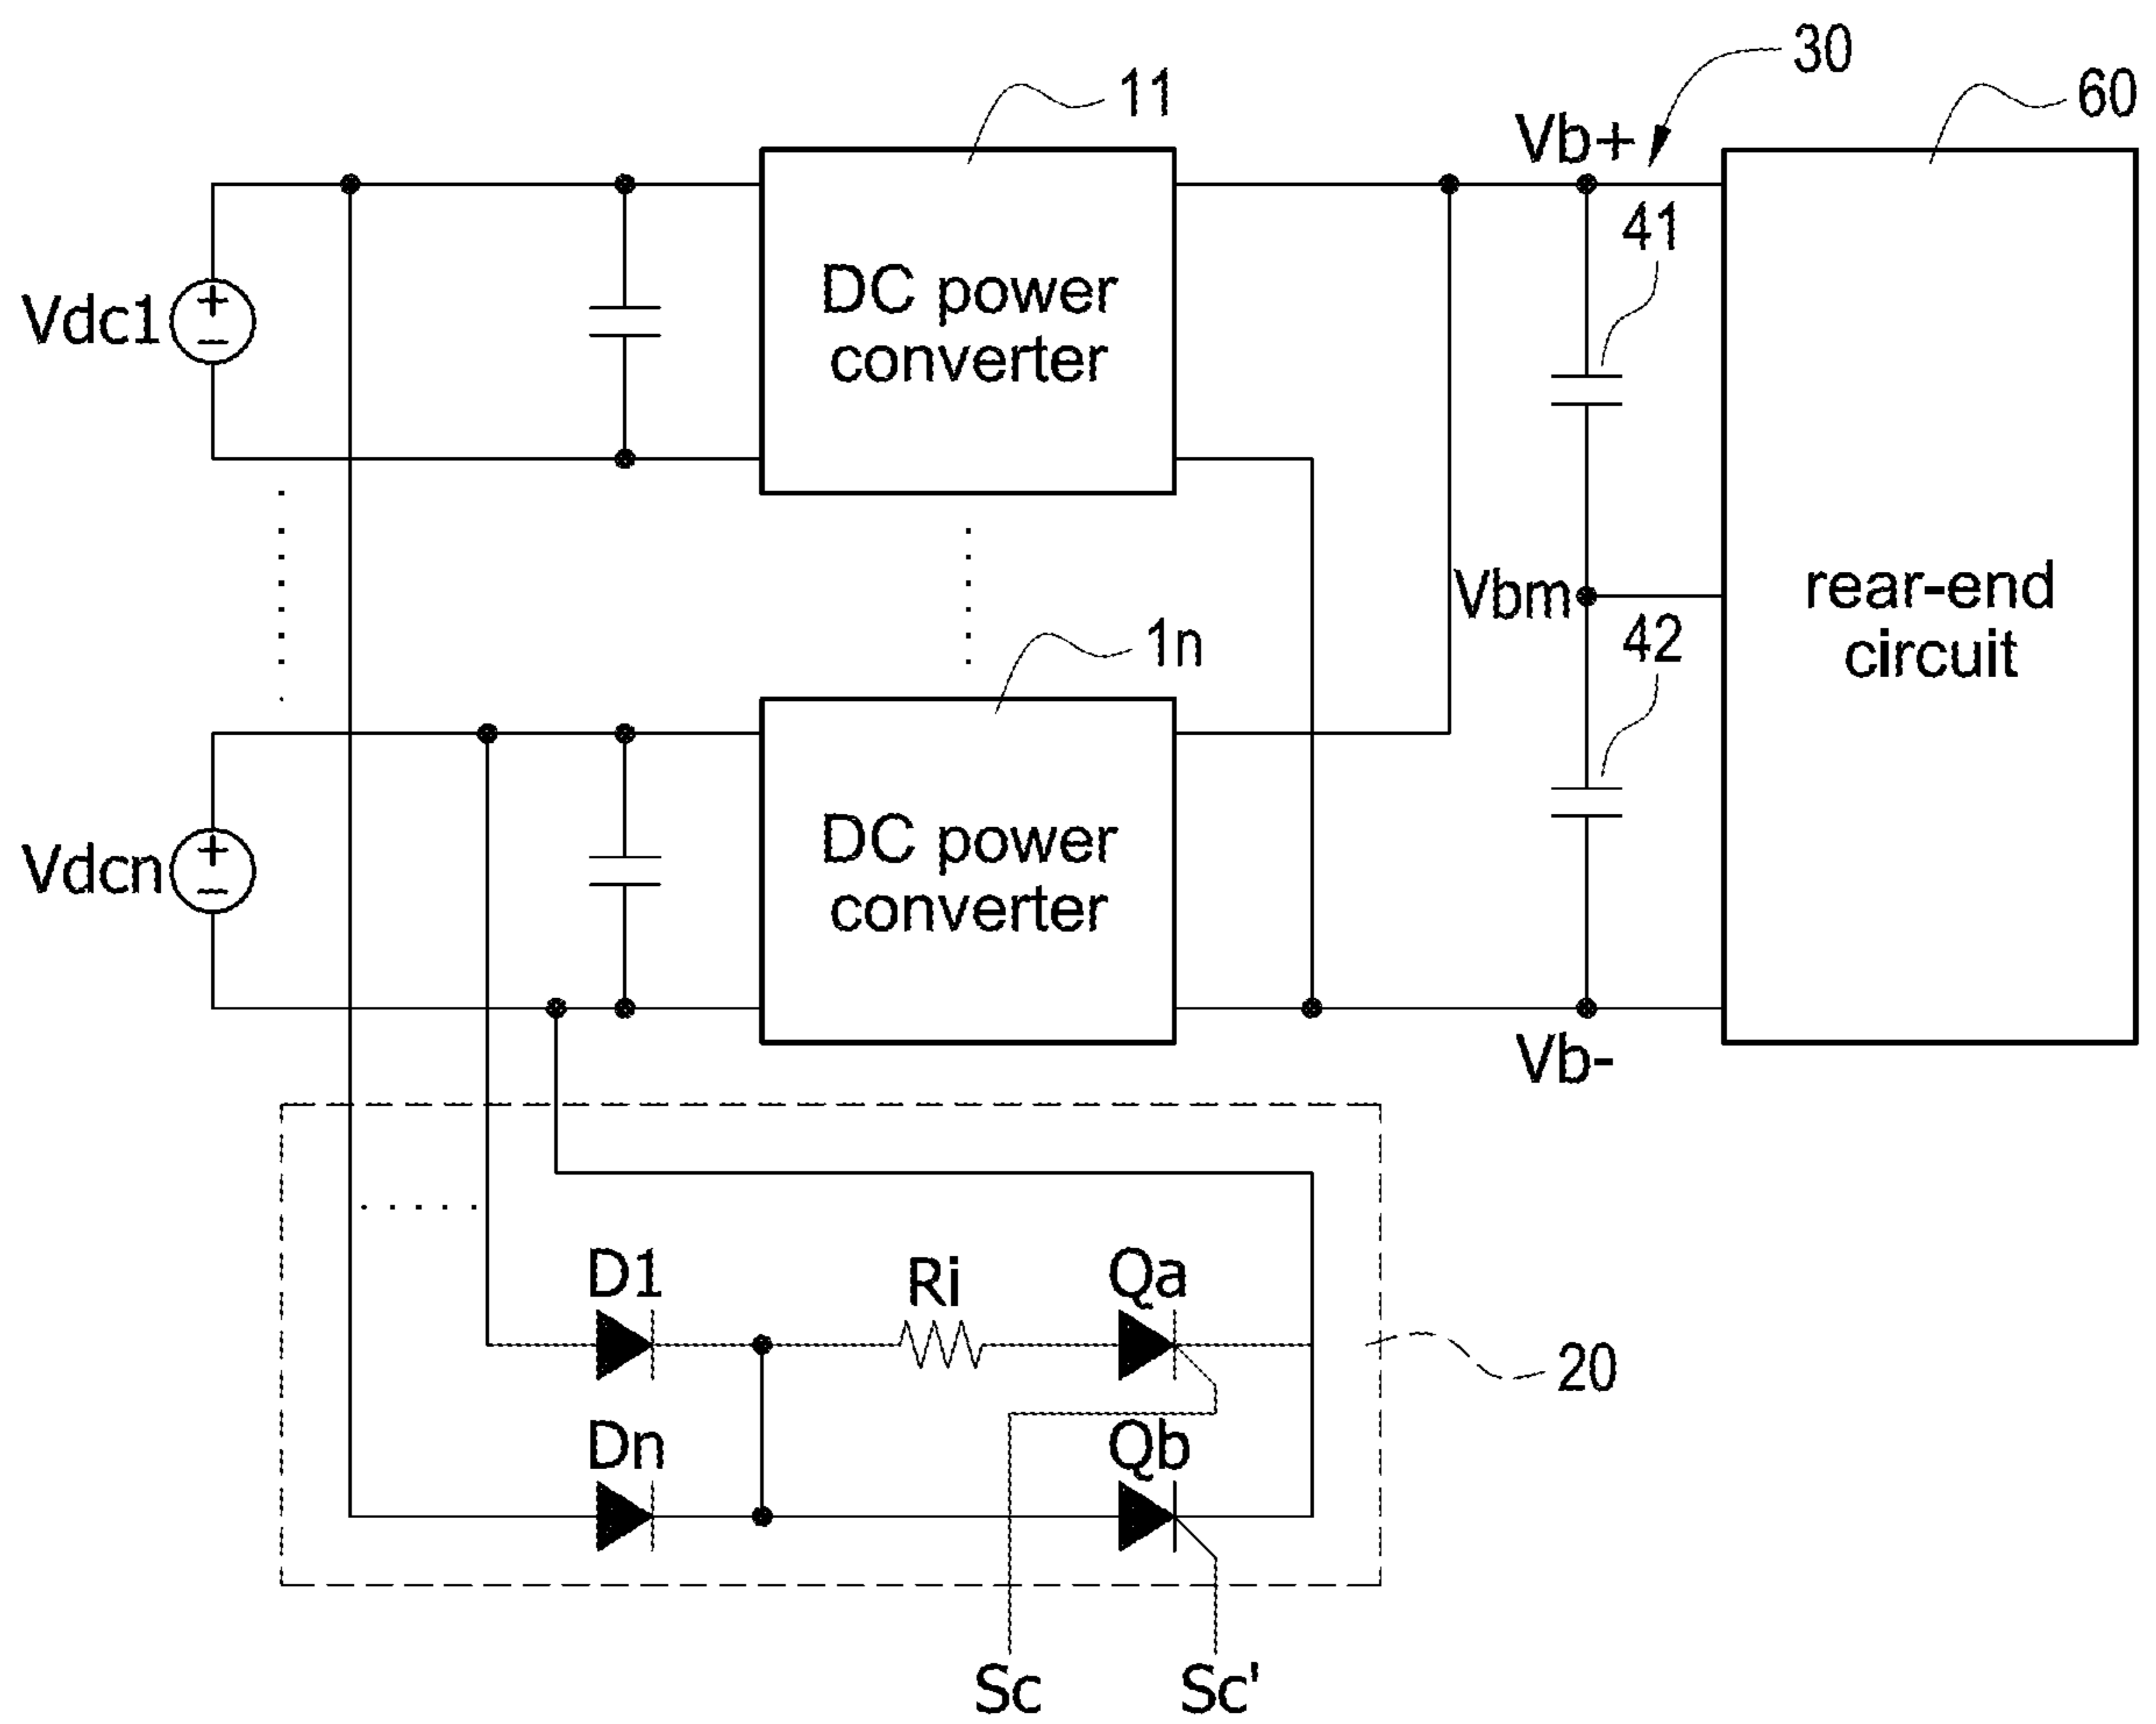 30
11
60
Vb+
41
DC power
converter
Vdc1
Vbm
rear-end
circuit
42
1n
DC power
converter
Vdcn
Vb-
D1
Ri
Qa
20
Dn
Qb
Sc
Sc'